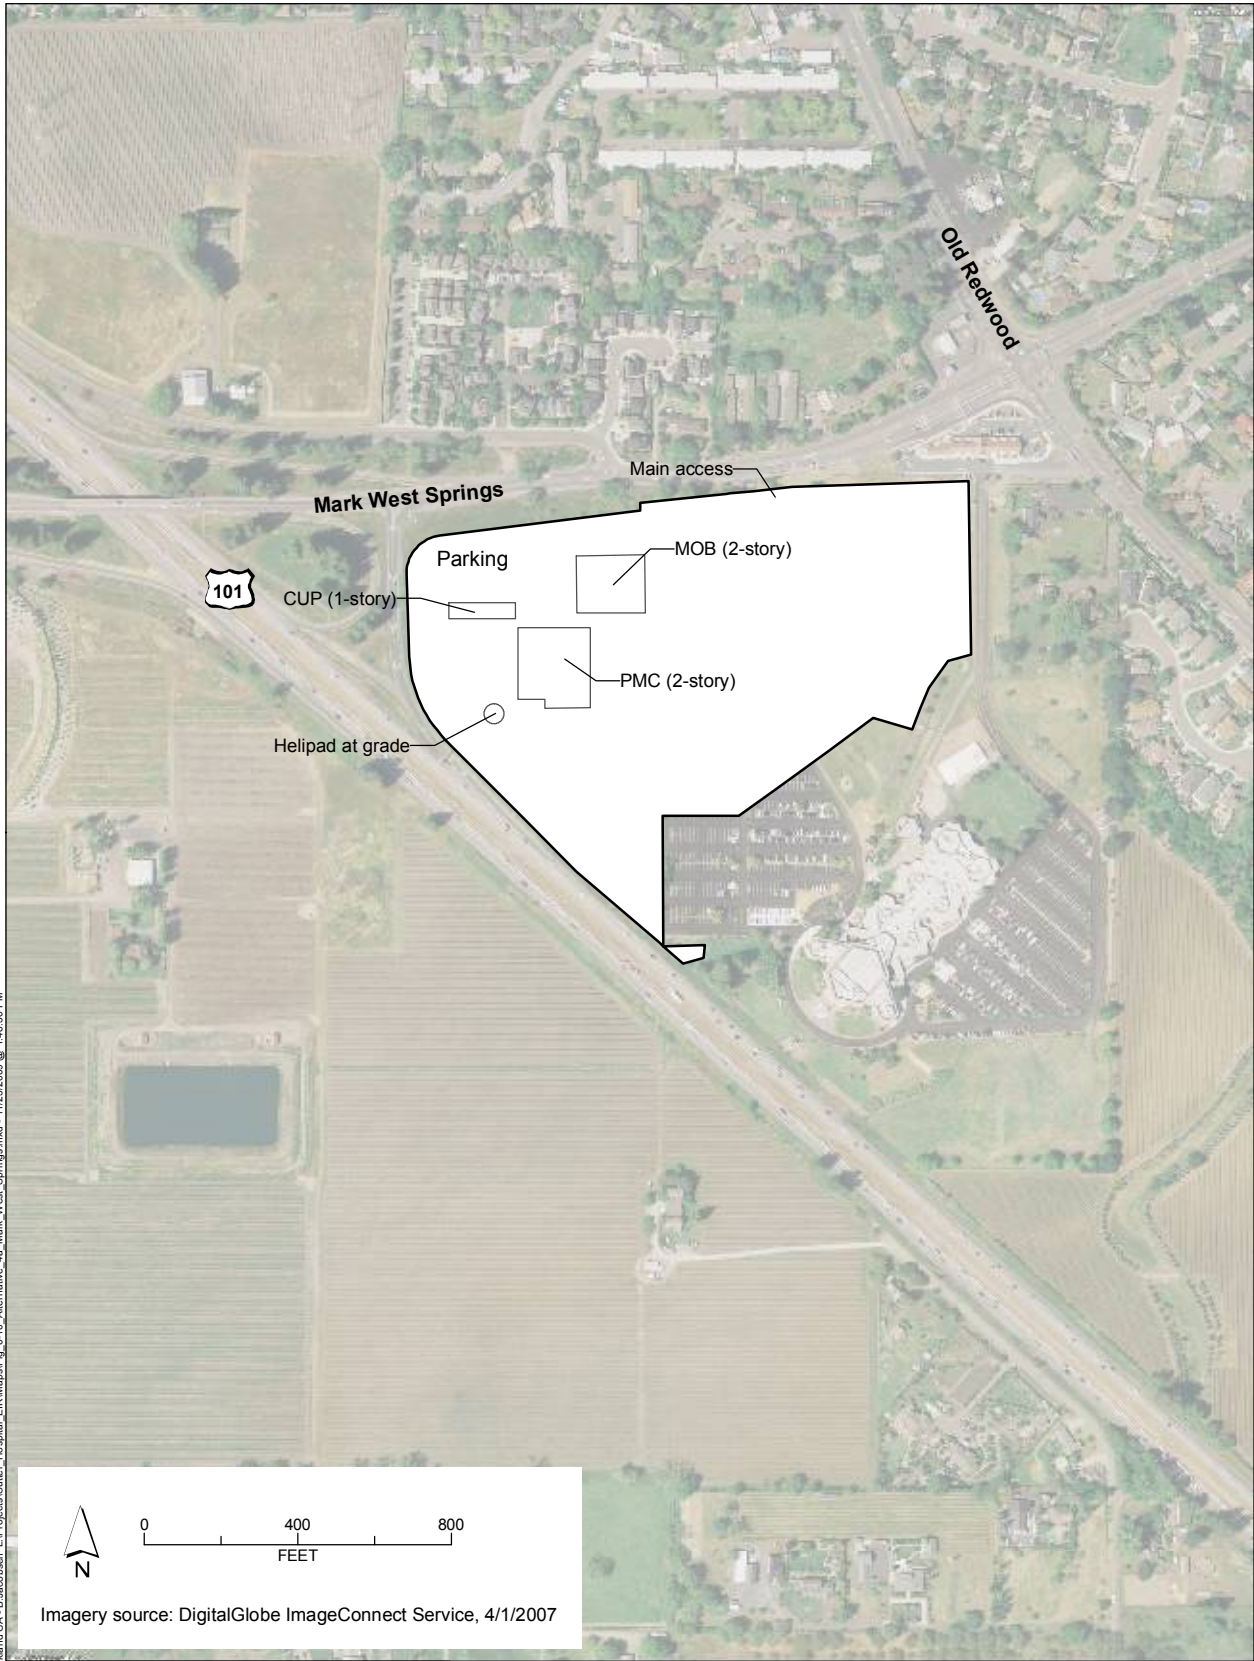 Old Redwood
Main access
Mark West Springs
MOB (2-story)
Parking
101
CUP (1-story)
PMC (2-story)
Helipad at grade
0 400 800
FEET
N
Imagery source: DigitalGlobe ImageConnect Service, 4/1/2007